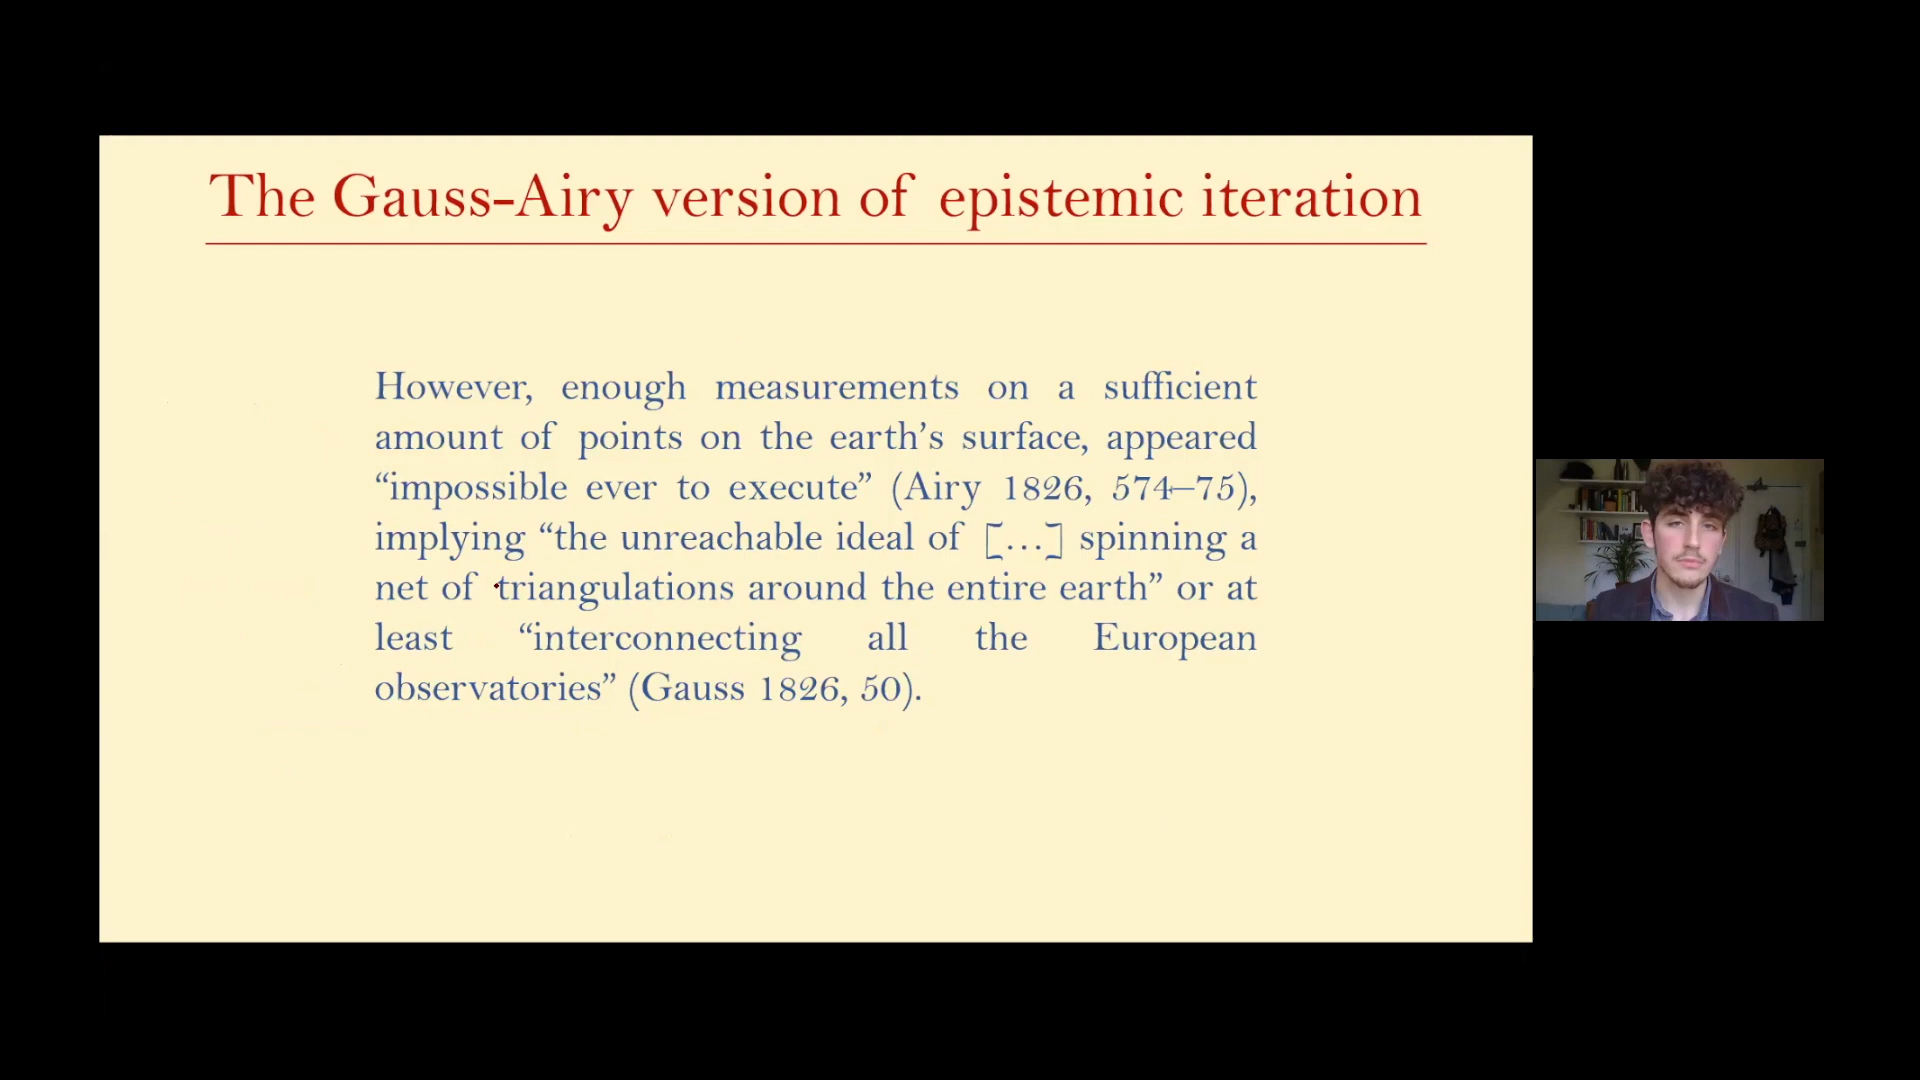 The Gauss-Airy version of epistemic iteration
However, enough measurements on a sufficient
amount of points on the earth’s surface, appeared
“impossible ever to execute” (Airy 1826, 574–75),
implying “the unreachable ideal of […] spinning a
net of triangulations around the entire earth” or at
least “interconnecting all the European
observatories” (Gauss 1826, 50).